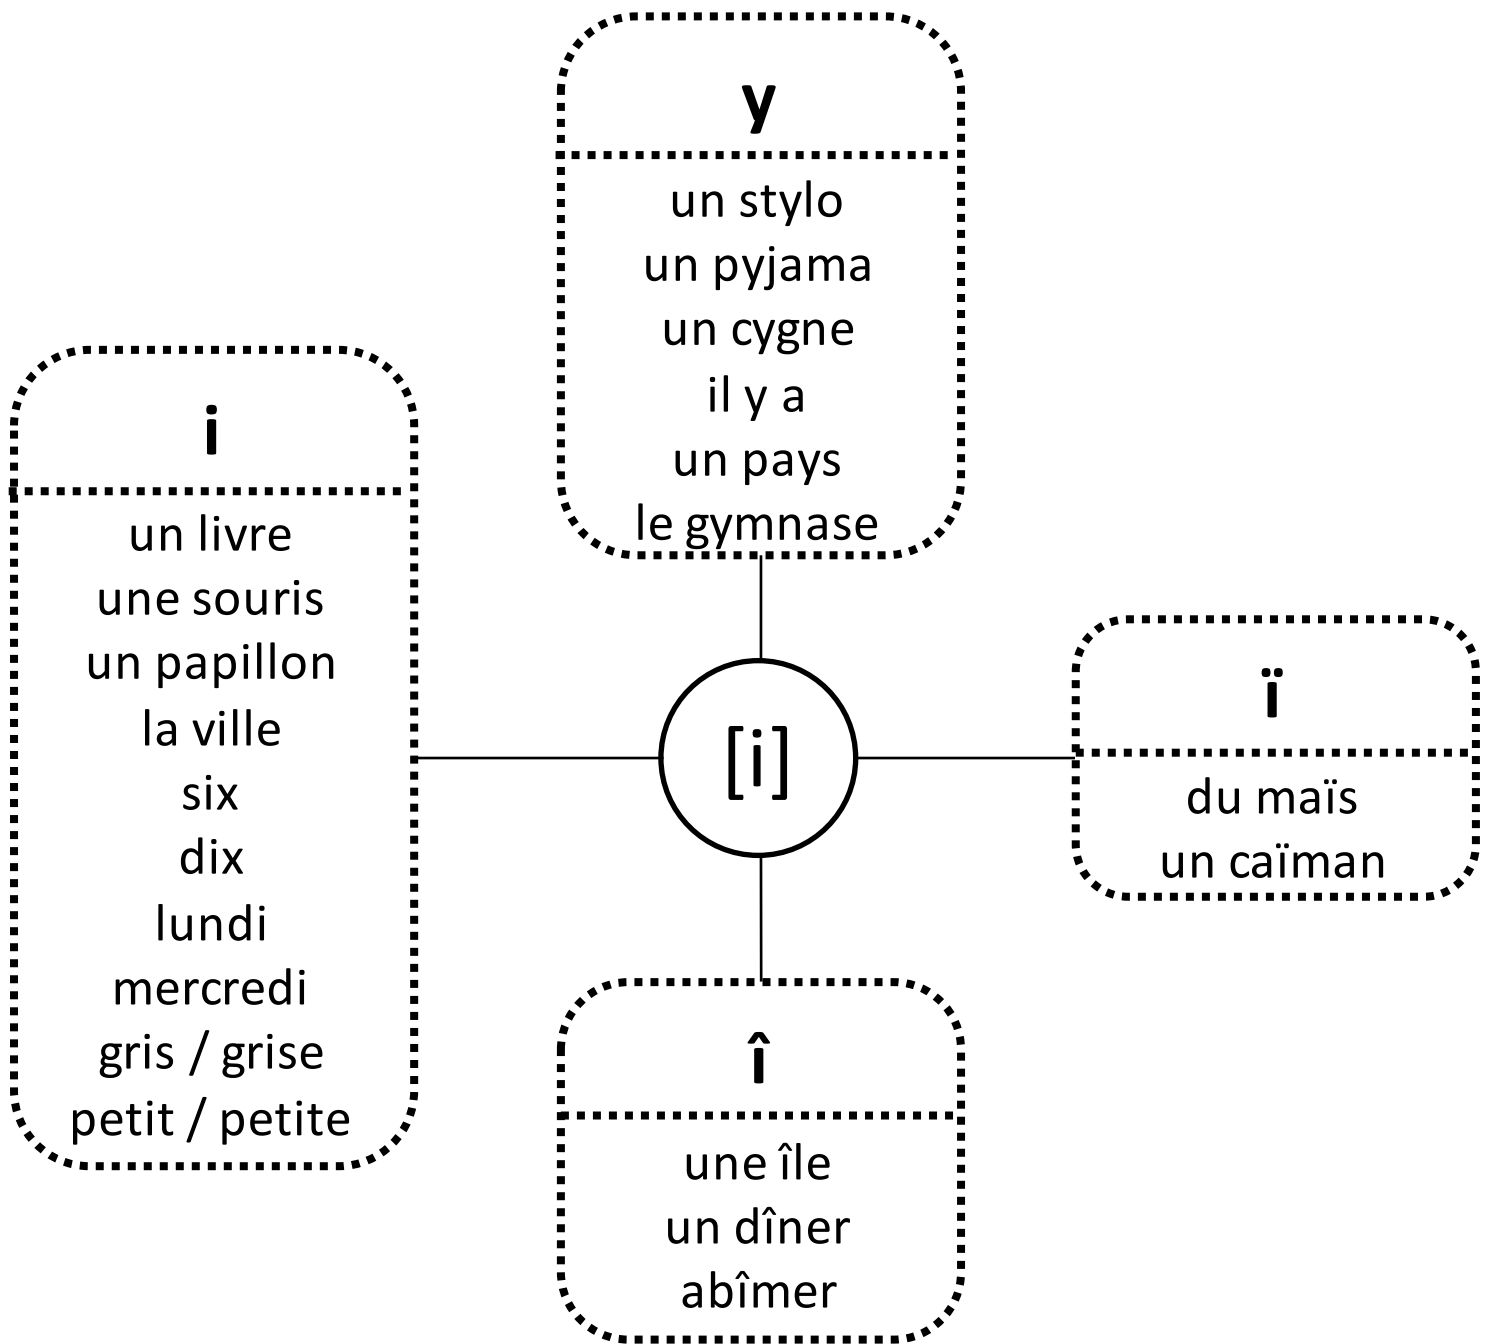 y
un stylo
un pyjama
un cygne
il y a
un pays
le gymnase
i
un livre
une souris
un papillon
la ville
six
dix
lundi
mercredi
gris / grise
petit / petite
[i]
ï
du maïs
un caïman
î
une île
un dîner
abîmer